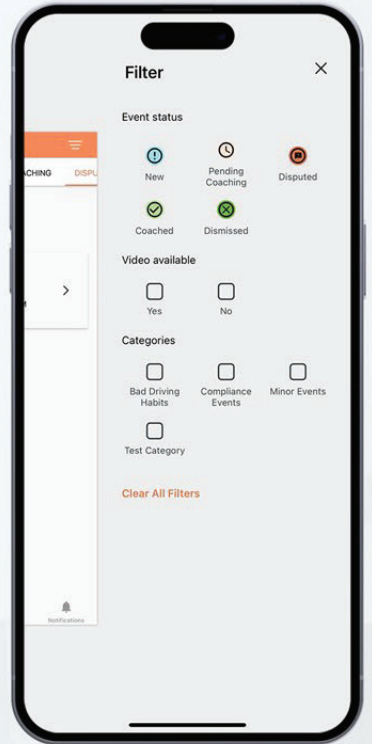 Filter
Event status
New
Pending
Coaching
Disputed
Coached
Dismissed
Video available
Yes
No
Categories
Bad Driving
Habits
Compliance
Events
Minor Events
Test Category
Clear All Filters
ACHING
DISPU
Notifications